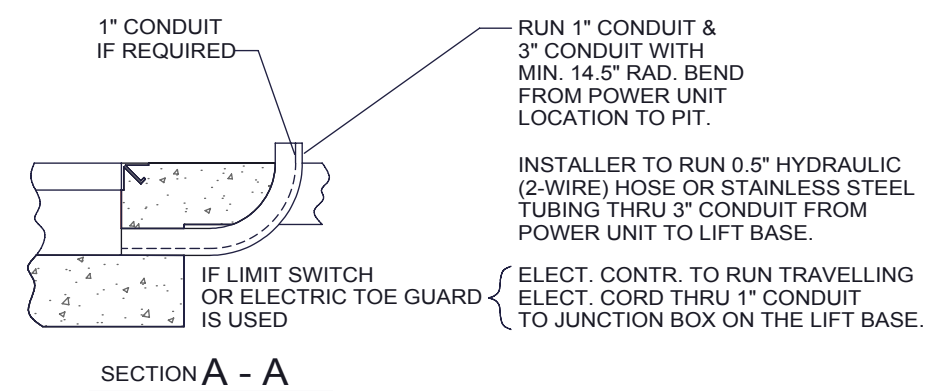 1" CONDUIT
IF REQUIRED
RUN 1" CONDUIT &
3" CONDUIT WITH
MIN. 14.5" RAD. BEND
FROM POWER UNIT
LOCATION TO PIT.
INSTALLER TO RUN 0.5" HYDRAULIC
(2-WIRE) HOSE OR STAINLESS STEEL
TUBING THRU 3" CONDUIT FROM
POWER UNIT TO LIFT BASE.
IF LIMIT SWITCH
OR ELECTRIC TOE GUARD
IS USED
ELECT. CONTR. TO RUN TRAVELLING
ELECT. CORD THRU 1" CONDUIT
TO JUNCTION BOX ON THE LIFT BASE.
SECTION A - A